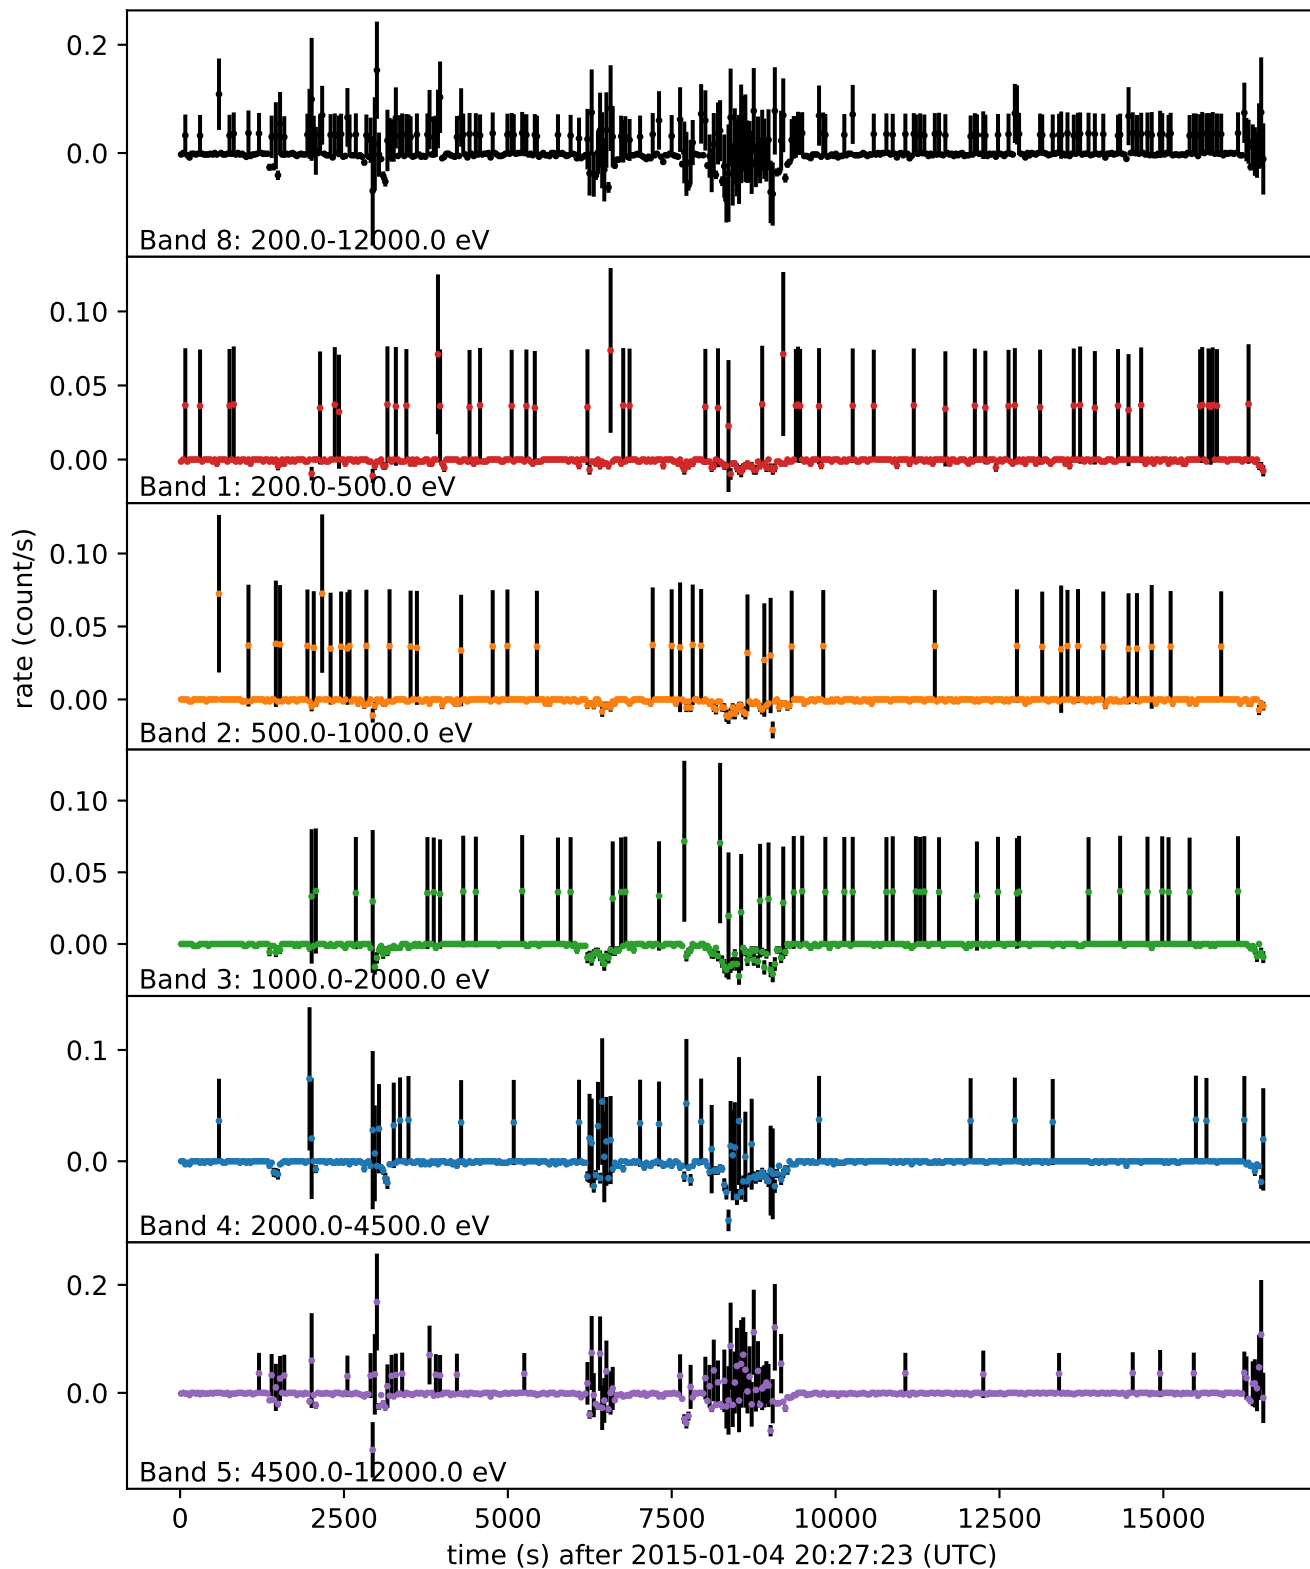 0.2
0.0
Band 8: 200.0-12000.0 eV
0.10
0.05
0.00
Band 1: 200.0-500.0 eV
rate (count/s)
0.10
0.05
0.00
Band 2: 500.0-1000.0 eV
0.10
0.05
0.00
Band 3: 1000.0-2000.0 eV
0.1
0.0
Band 4: 2000.0-4500.0 eV
0.2
0.0
Band 5: 4500.0-12000.0 eV
0 2500 5000 7500 10000 12500 15000
time (s) after 2015-01-04 20:27:23 (UTC)